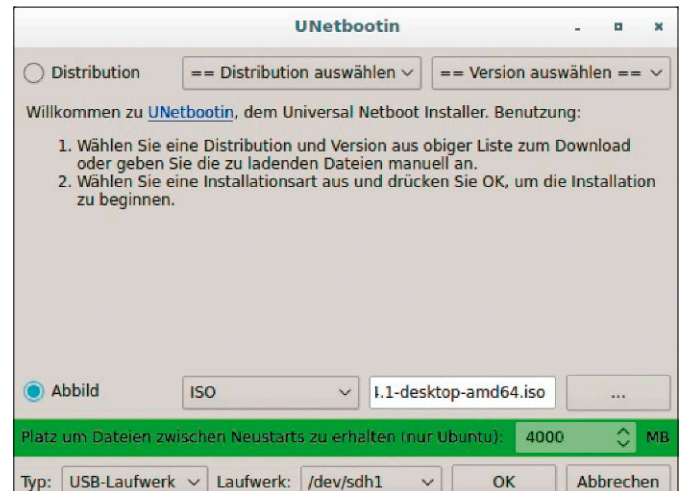 UNetbootin
Distribution == Distribution auswählen == Version auswählen ==
Willkommen zu UNetbootin, dem Universal Netboot Installer. Benutzung:
1. Wählen Sie eine Distribution und Version aus obiger Liste zum Download
oder geben Sie die zu ladenden Dateien manuell an.
2. Wählen Sie eine Installationsart aus und drücken Sie OK, um die Installation
zu beginnen.
Abbild ISO 4.1-desktop-amd64.iso ...
Platz um Dateien zwischen Neustarts zu erhalten (nur Ubuntu): 4000 MB
Typ: USB-Laufwerk Laufwerk: /dev/sdh1 OK Abbrechen